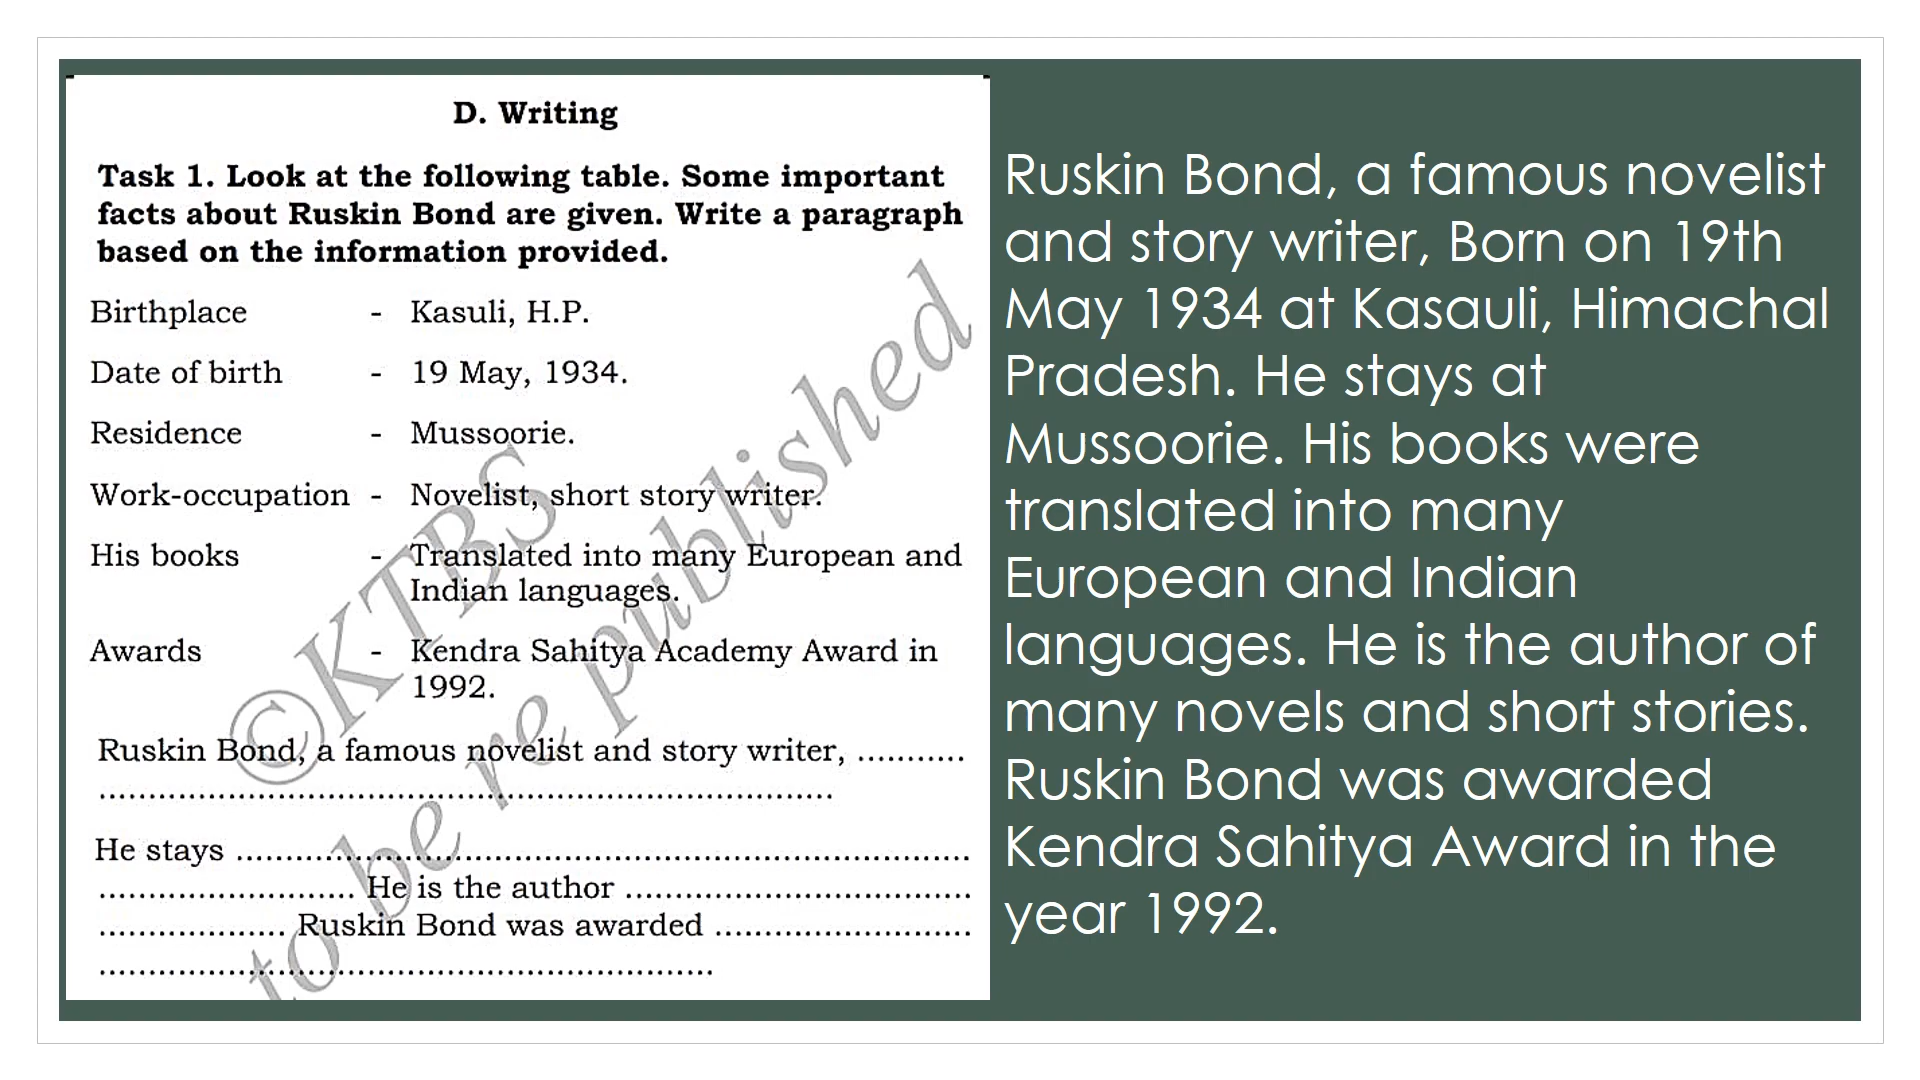 D. Writing
Task 1. Look at the following table. Some important
facts about Ruskin Bond are given. Write a paragraph
based on the information provided.
Birthplace - Kasuli, H.P.
Date of birth - 19 May, 1934.
Residence - Mussoorie.
Work-occupation - Novelist, short story writer.
His books - Translated into many European and
Indian languages.
Awards - Kendra Sahitya Academy Award in
1992.
Ruskin Bond, a famous novelist and story writer, ...........
..........................................................................
He stays ..........................................................................
.......................... He is the author ...................................
................... Ruskin Bond was awarded ..........................
..............................................................
©KTBS
to be re published
Ruskin Bond, a famous novelist
and story writer, Born on 19th
May 1934 at Kasauli, Himachal
Pradesh. He stays at
Mussoorie. His books were
translated into many
European and Indian
languages. He is the author of
many novels and short stories.
Ruskin Bond was awarded
Kendra Sahitya Award in the
year 1992.